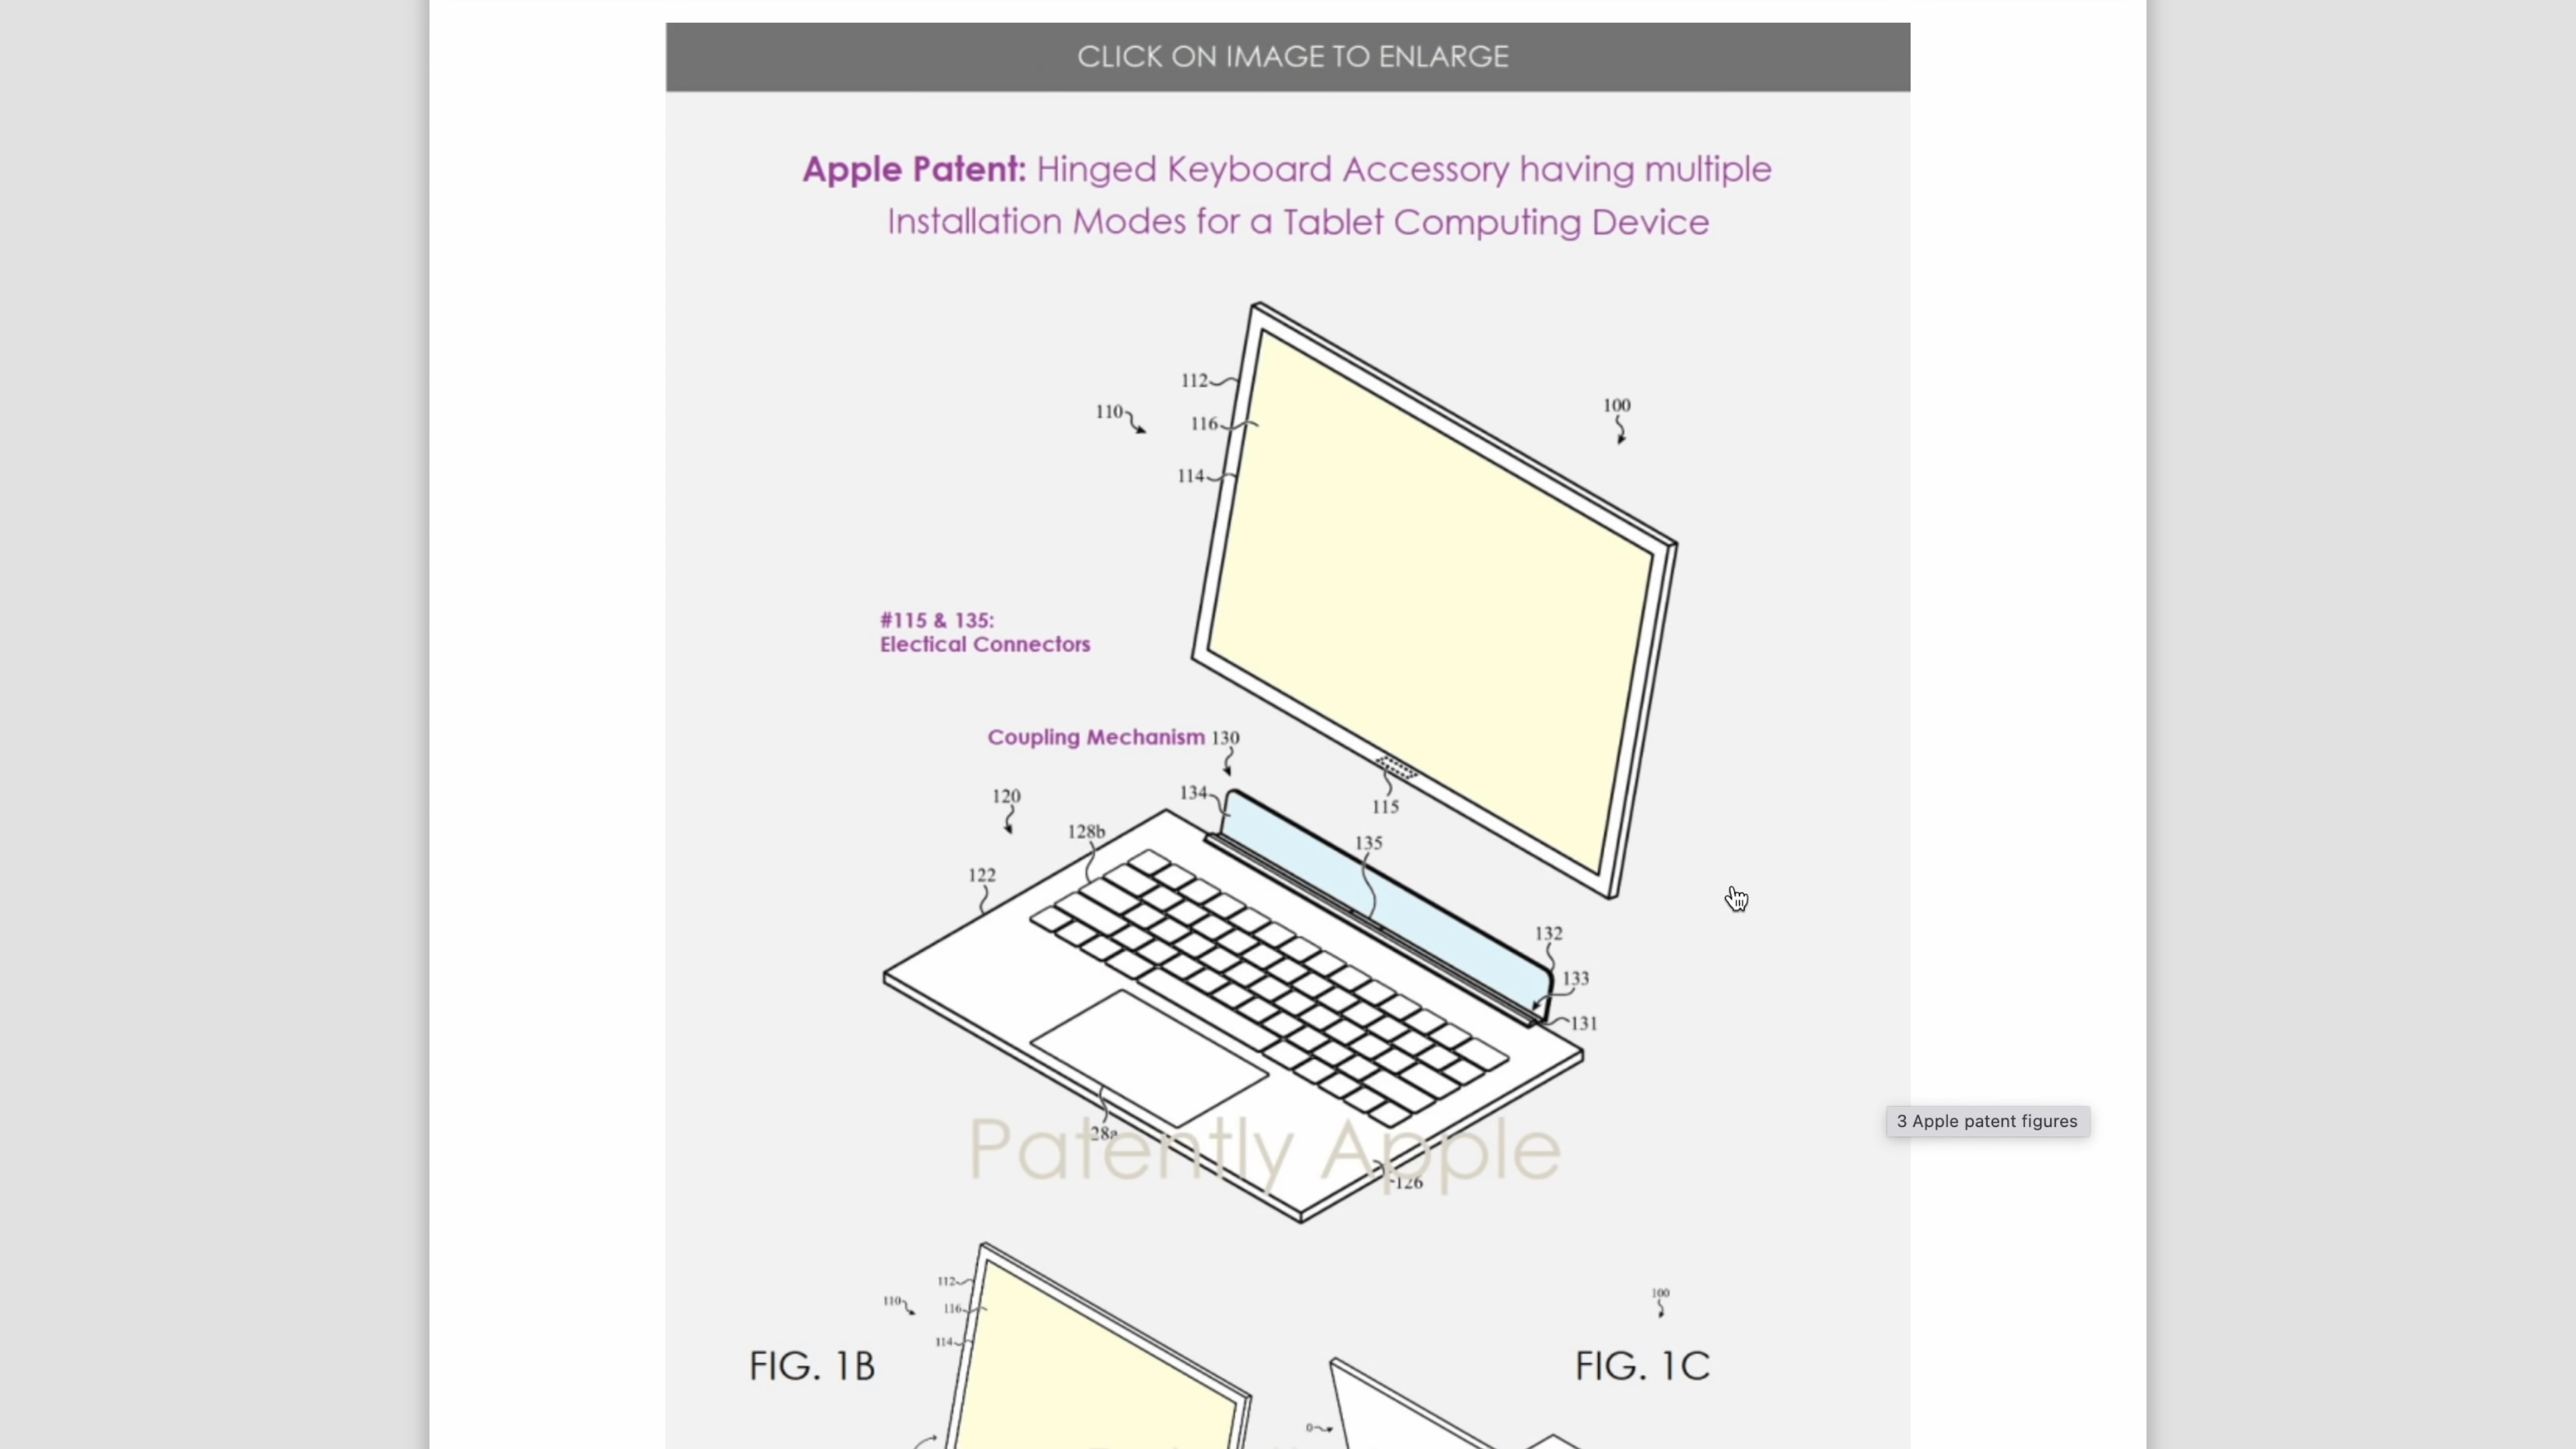 CLICK ON IMAGE TO ENLARGE
Apple Patent: Hinged Keyboard Accessory having multiple
Installation Modes for a Tablet Computing Device
112
110
116
100
114
#115 & 135:
Electical Connectors
Coupling Mechanism 130
134
120
115
128b
135
122
132
133
131
28a
Patently Apple
126
3 Apple patent figures
112
110
116
100
114
FIG. 1B
FIG. 1C
0